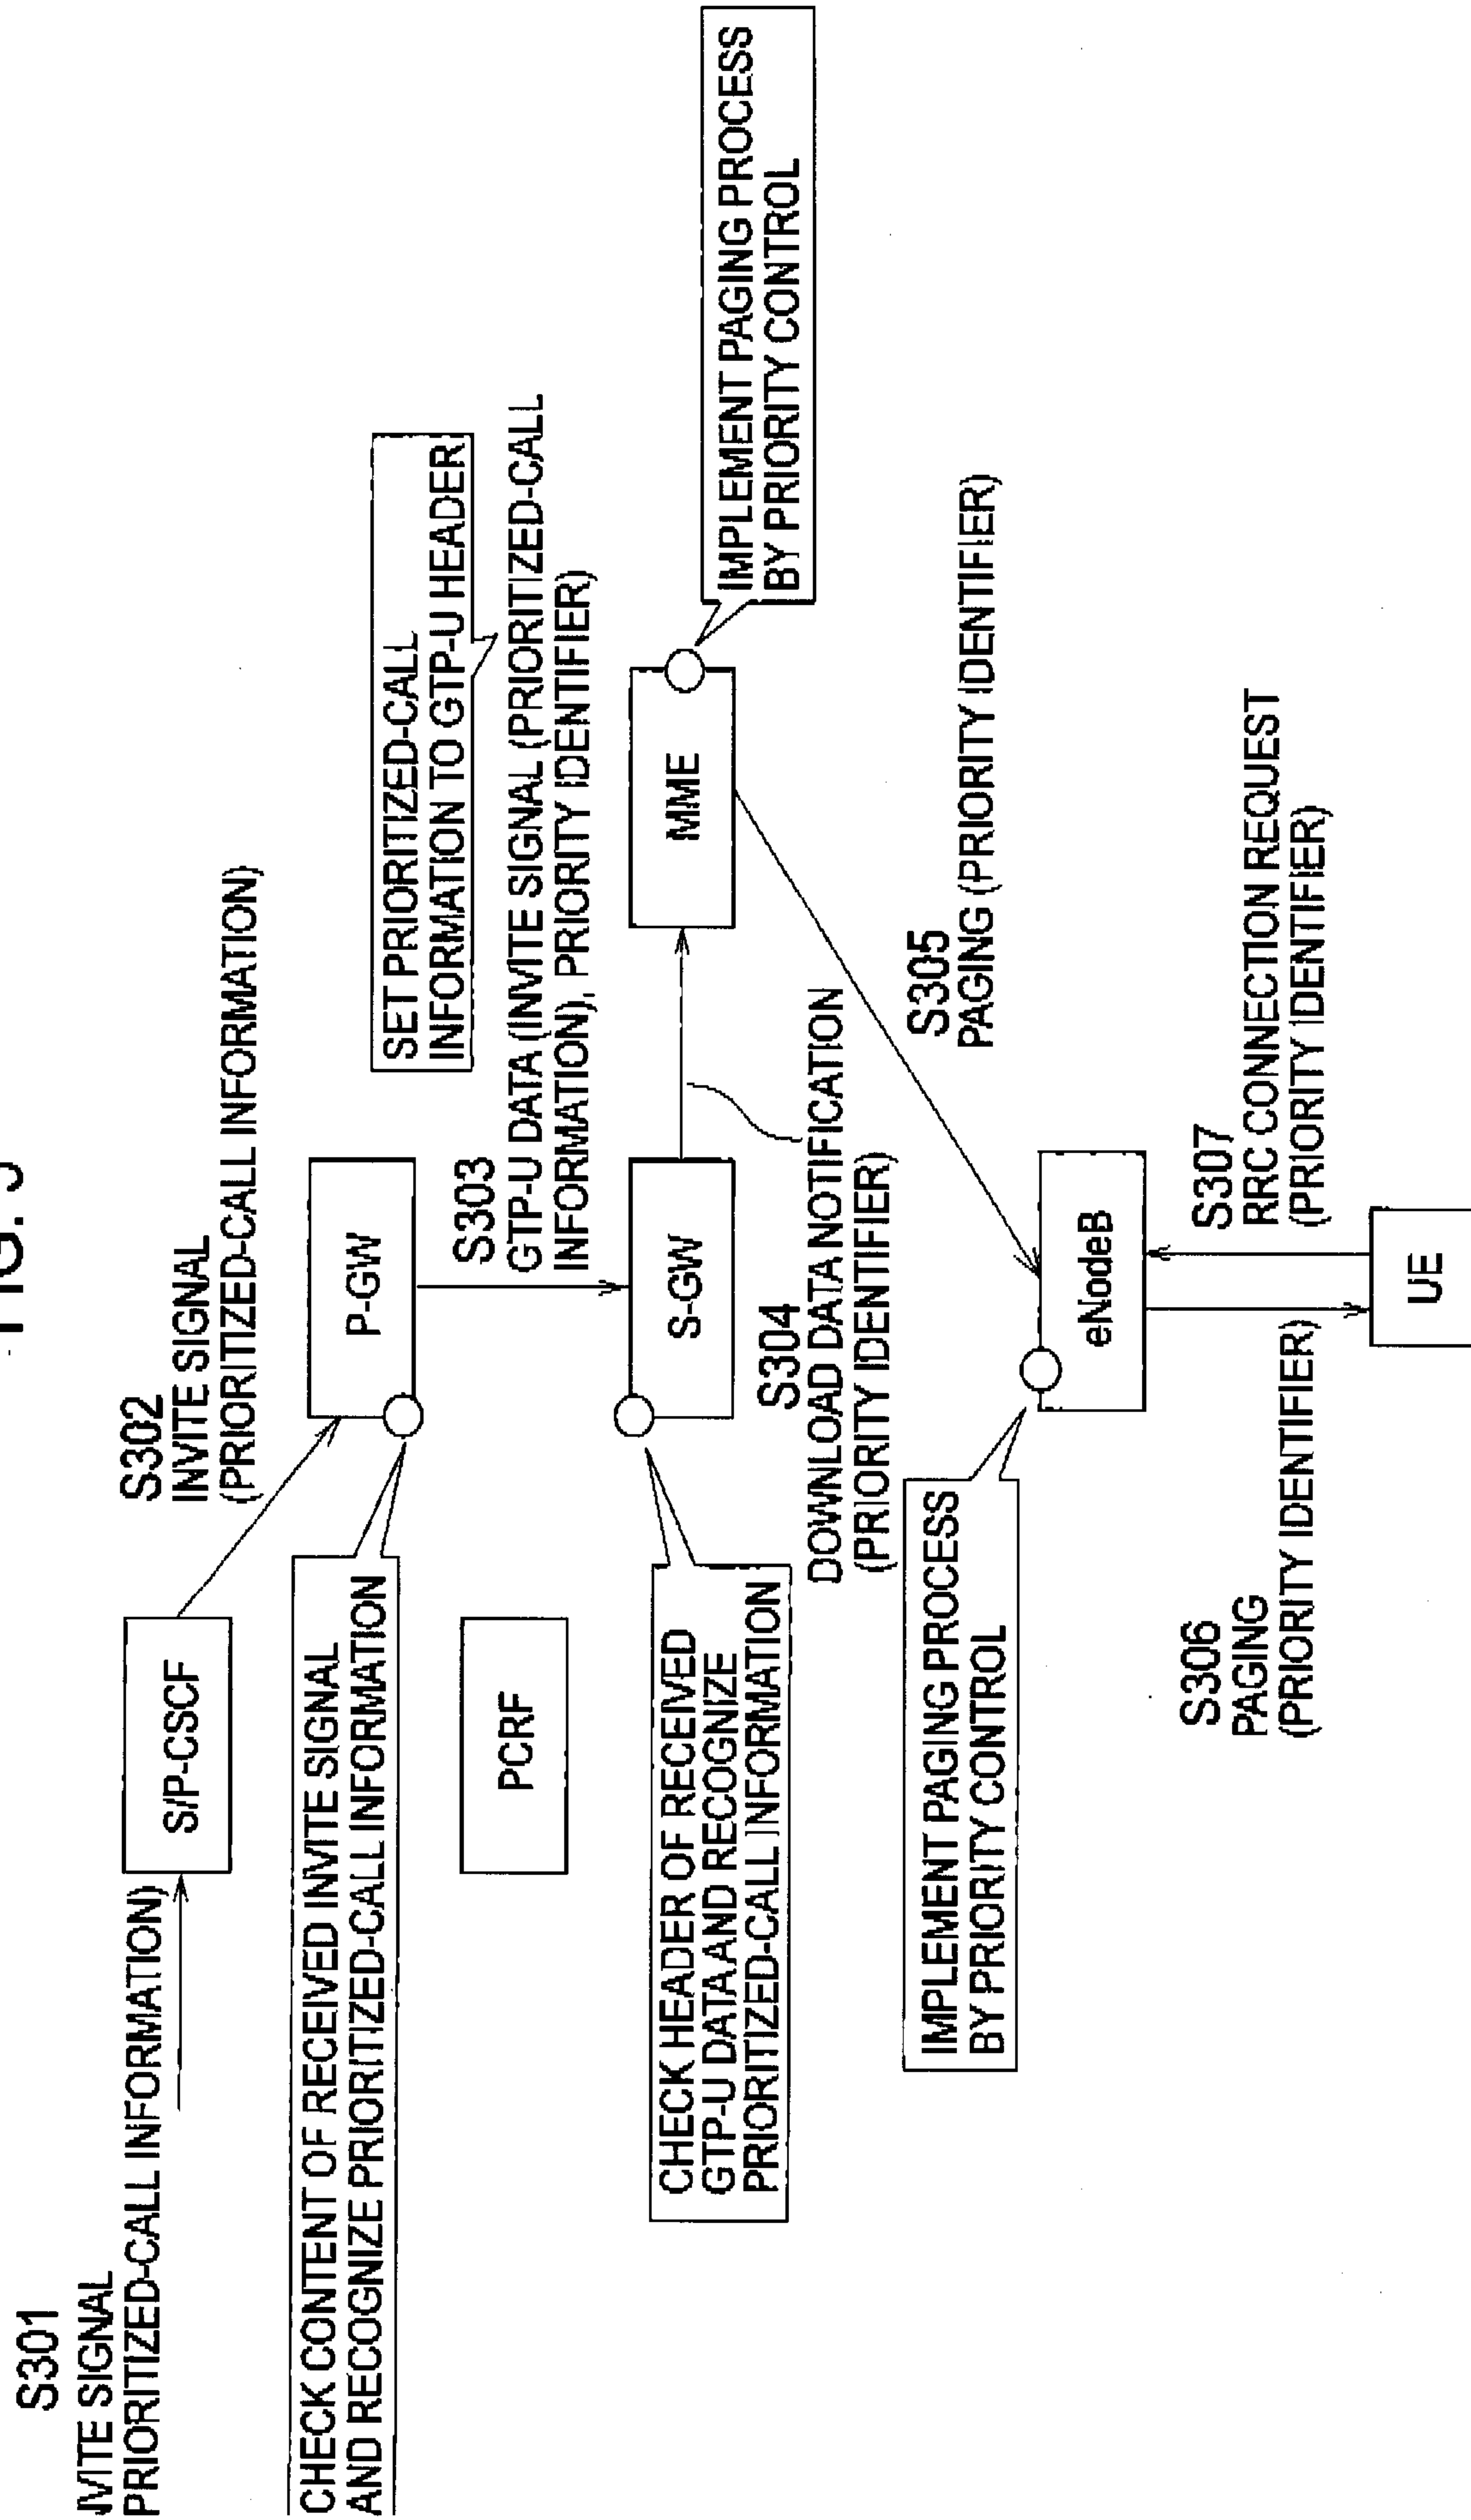 S301
PRIORITIZED-CALL INFORMATION)
SIGNAL
S/P-CSCF
S302
INVITE SIGNAL
(PRIORITIZED-CALL INFORMATION)
CHECK CONTENT OF RECEIVED INVITE SIGNAL
AND RECOGNIZE PRIORITIZED-CALL INFORMATION
P-GW
SET PRIORITIZED-CALL
INFORMATION TO GTP-U HEADER
PCRF
S303
GTP-U DATA (INVITE SIGNAL (PRIORITIZED-CALL
INFORMATION), PRIORITY IDENTIFIER)
CHECK HEADER OF RECEIVED
GTP-U DATA AND RECOGNIZE
PRIORITIZED-CALL INFORMATION
S-GW
MME
IMPLEMENT PAGING PROCESS
BY PRIORITY CONTROL
S304
DOWNLOAD DATA NOTIFICATION
(PRIORITY IDENTIFIER)
S305
PAGING (PRIORITY IDENTIFIER)
IMPLEMENT PAGING PROCESS
BY PRIORITY CONTROL
eNodeB
S306
PAGING
(PRIORITY IDENTIFIER)
S307
RRC CONNECTION REQUEST
(PRIORITY IDENTIFIER)
UE